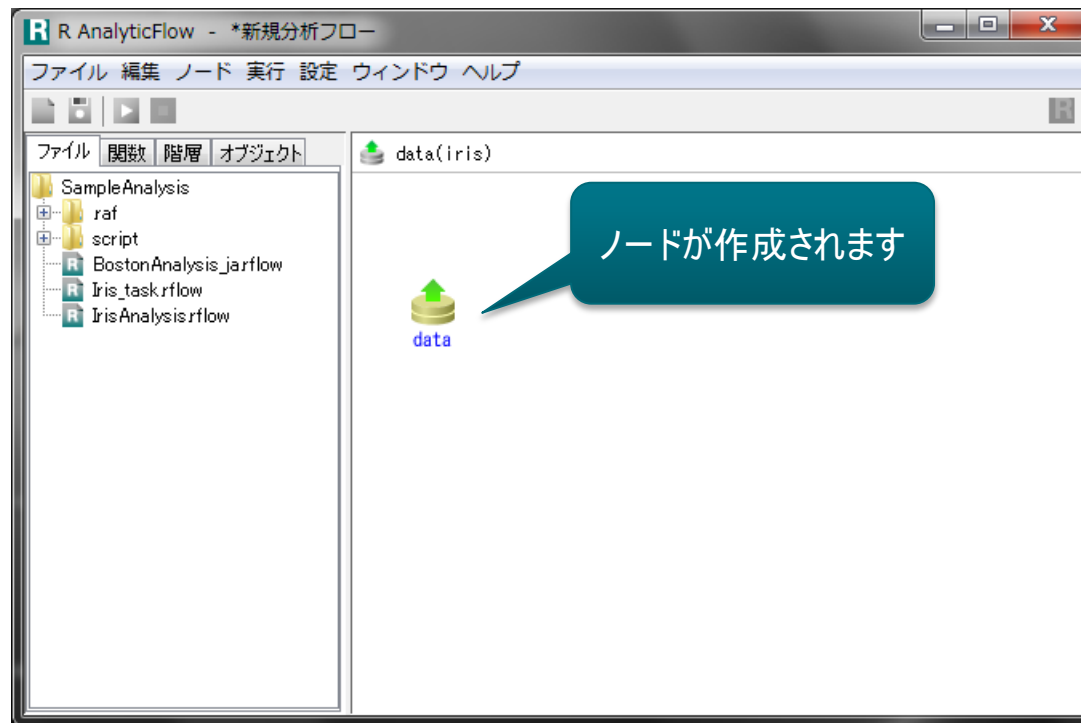 R R AnalyticFlow - *新規分析フロー
ファイル 編集 ノード 実行 設定 ウィンドウ ヘルプ
R
ファイル 関数 階層 オブジェクト
data(iris)
SampleAnalysis
raf
script
R BostonAnalysis_ja.rflow
R Iris_task.rflow
R IrisAnalysis.rflow
ノードが作成されます
data